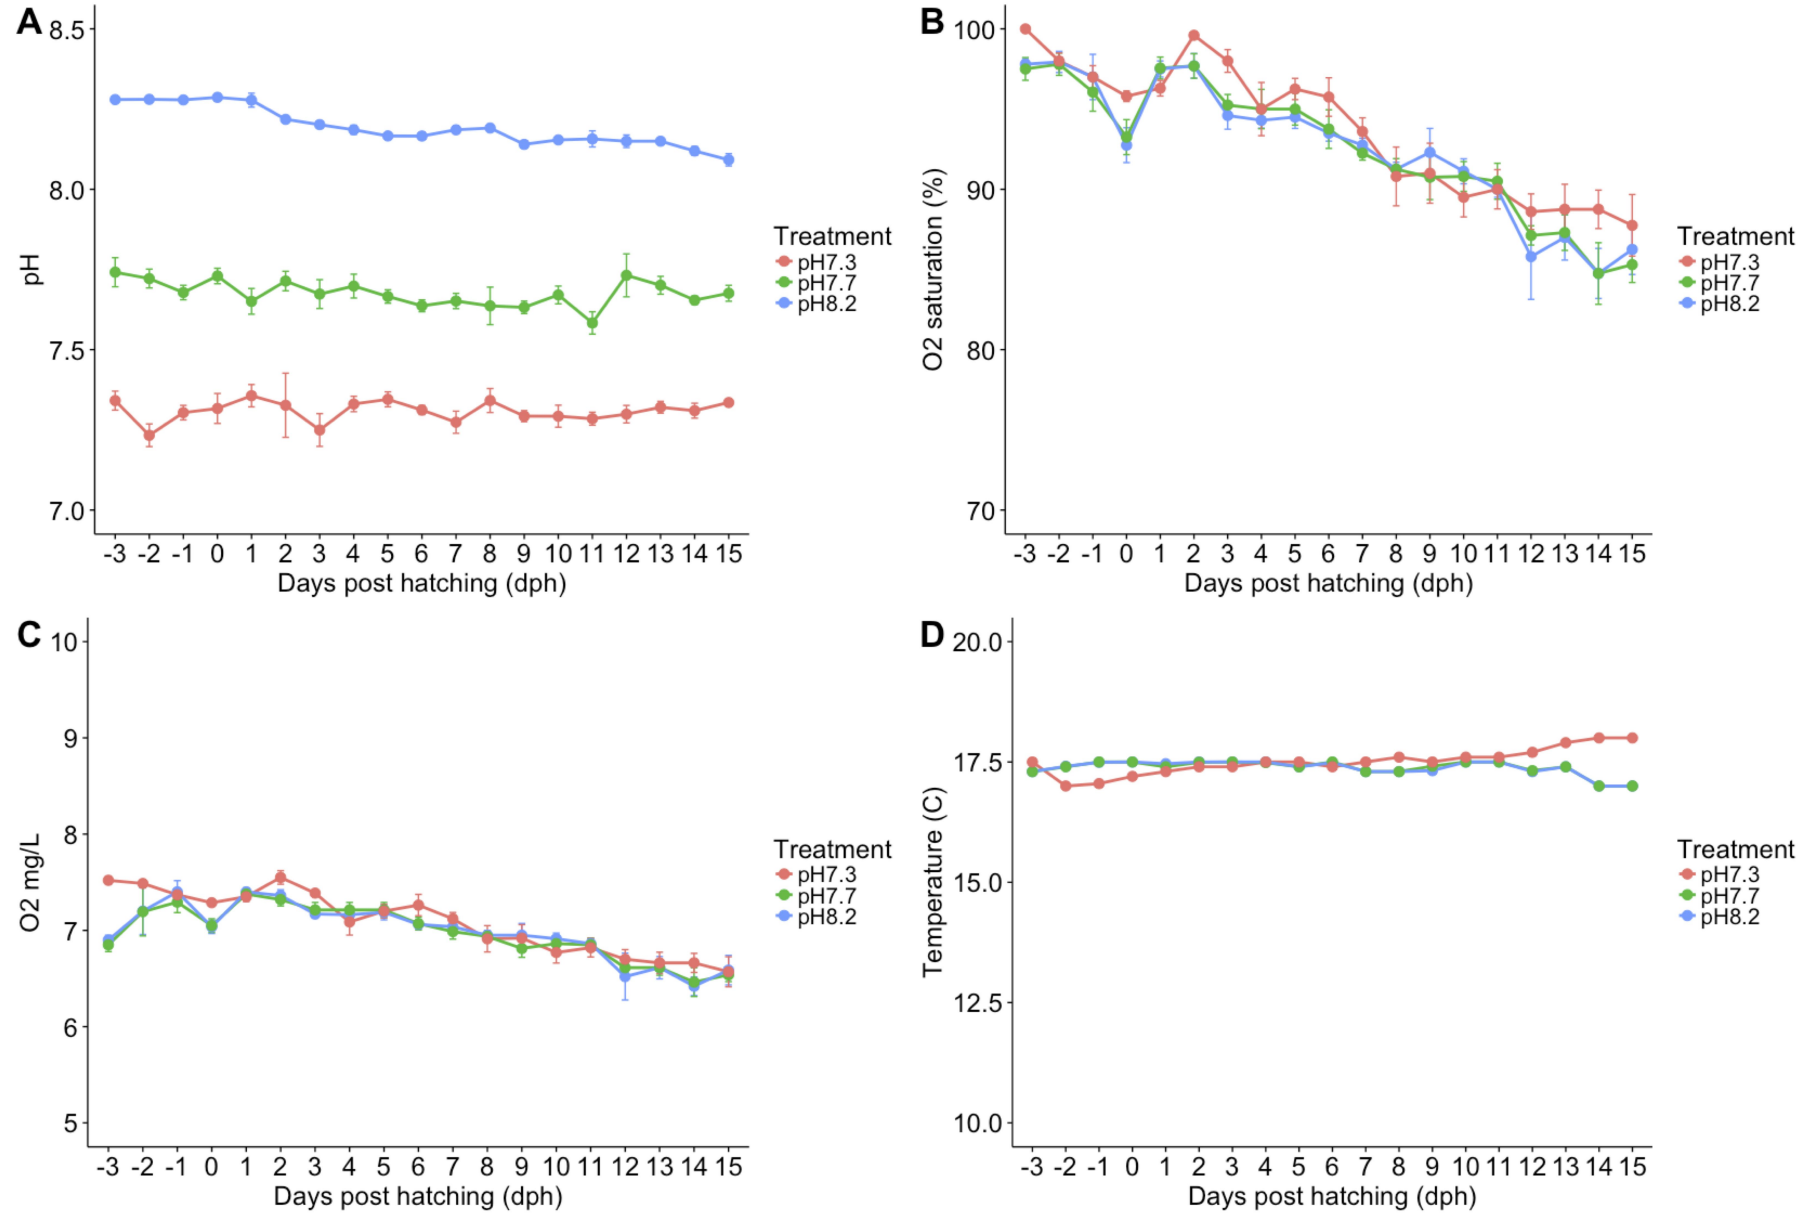 A
8.5
8.0
7.5
7.0
pH
-3 -2 -1 0 1 2 3 4 5 6 7 8 9 10 11 12 13 14 15
Days post hatching (dph)
Treatment
pH7.3
pH7.7
pH8.2
B
100
90
80
70
O2 saturation (%)
-3 -2 -1 0 1 2 3 4 5 6 7 8 9 10 11 12 13 14 15
Days post hatching (dph)
Treatment
pH7.3
pH7.7
pH8.2
C
10
9
8
7
6
5
O2 mg/L
-3 -2 -1 0 1 2 3 4 5 6 7 8 9 10 11 12 13 14 15
Days post hatching (dph)
Treatment
pH7.3
pH7.7
pH8.2
D
20.0
17.5
15.0
12.5
10.0
Temperature (C)
-3 -2 -1 0 1 2 3 4 5 6 7 8 9 10 11 12 13 14 15
Days post hatching (dph)
Treatment
pH7.3
pH7.7
pH8.2